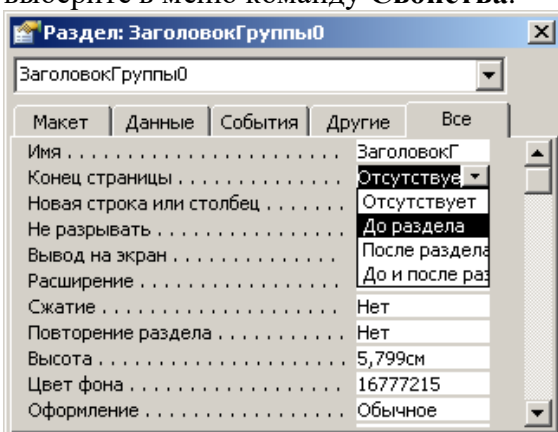 выберите в меню команду Свойства.
Раздел: ЗаголовокГруппы0
ЗаголовокГруппы0
Макет Данные События Другие Все
Имя . . . . . . . . . . . . . . . . . . . . . . . ЗаголовокГ
Конец страницы . . . . . . . . . . . . . Отсутствуе
Новая строка или столбец . . . . . . . Отсутствует
Не разрывать . . . . . . . . . . . . . . . До раздела
Вывод на экран . . . . . . . . . . . . . . После раздела
Расширение . . . . . . . . . . . . . . . . . До и после раз
Сжатие . . . . . . . . . . . . . . . . . . . . Нет
Повторение раздела . . . . . . . . . . Нет
Высота . . . . . . . . . . . . . . . . . . . . 5,799см
Цвет фона . . . . . . . . . . . . . . . . . 16777215
Оформление . . . . . . . . . . . . . . . . Обычное